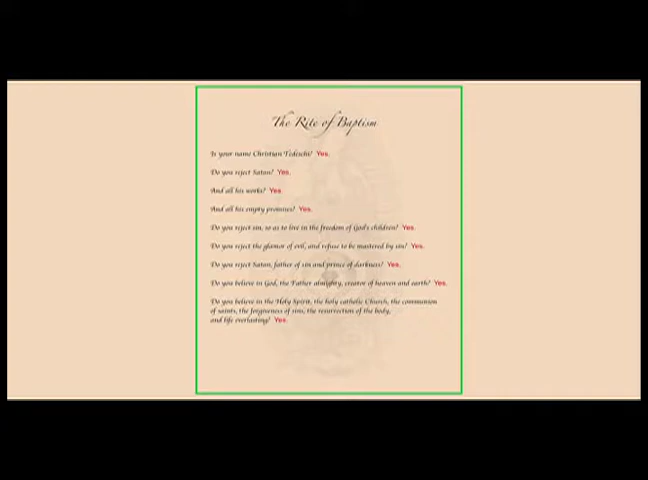 The Rite of Baptism
Is your name Christian Tedeschi? Yes.
Do you reject Satan? Yes.
And all his works? Yes.
And all his empty promises? Yes.
Do you reject sin, so as to live in the freedom of God's children? Yes.
Do you reject the glamor of evil, and refuse to be mastered by sin? Yes.
Do you reject Satan, father of sin and prince of darkness? Yes.
Do you believe in God, the Father almighty, creator of heaven and earth? Yes.
Do you believe in the Holy Spirit, the holy catholic Church, the communion
of saints, the forgiveness of sins, the resurrection of the body,
and life everlasting? Yes.